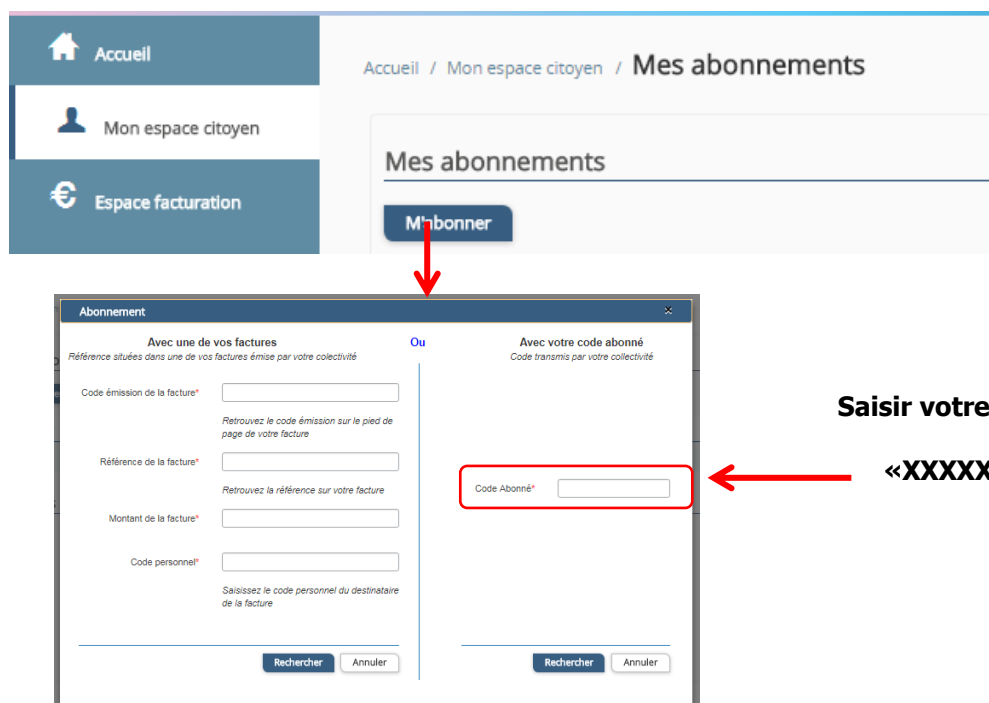 Accueil
Mon espace citoyen
Espace facturation
Accueil / Mon espace citoyen / Mes abonnements
Mes abonnements
M'abonner
Abonnement
x
Avec une de vos factures
Référence situées dans une de vos factures émise par votre colectivité
Code émission de la facture*
Retrouvez le code émission sur le pied de
page de votre facture
Référence de la facture*
Retrouvez la référence sur votre facture
Montant de la facture*
Code personnel*
Saisissez le code personnel du destinataire
de la facture
Rechercher Annuler
Ou
Avec votre code abonné
Code transmis par votre collectivité
Code Abonné*
Rechercher Annuler
Saisir votre
«XXXXX